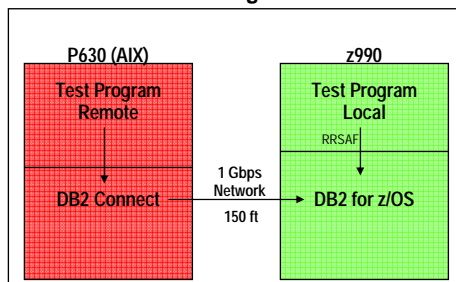 P630 (AIX)
z990
Test Program
Remote
Test Program
Local
RRSAF
1 Gbps
Network
150 ft
DB2 Connect
DB2 for z/OS